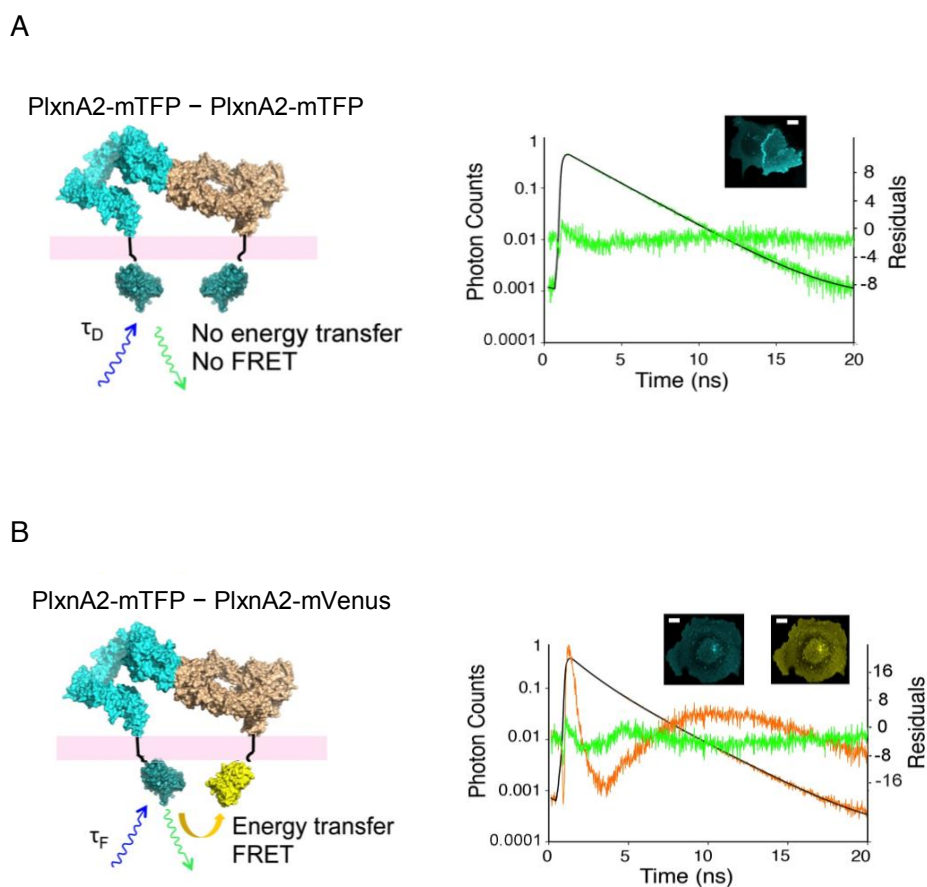 A
PlxnA2-mTFP − PlxnA2-mTFP
τD
No energy transfer
No FRET
Photon Counts
1
0.1
0.01
0.001
0.0001
0
5
10
15
20
Time (ns)
8
4
0
-4
-8
Residuals
B
PlxnA2-mTFP − PlxnA2-mVenus
τF
Energy transfer
FRET
Photon Counts
1
0.1
0.01
0.001
0.0001
0
5
10
15
20
Time (ns)
16
8
0
-8
-16
Residuals